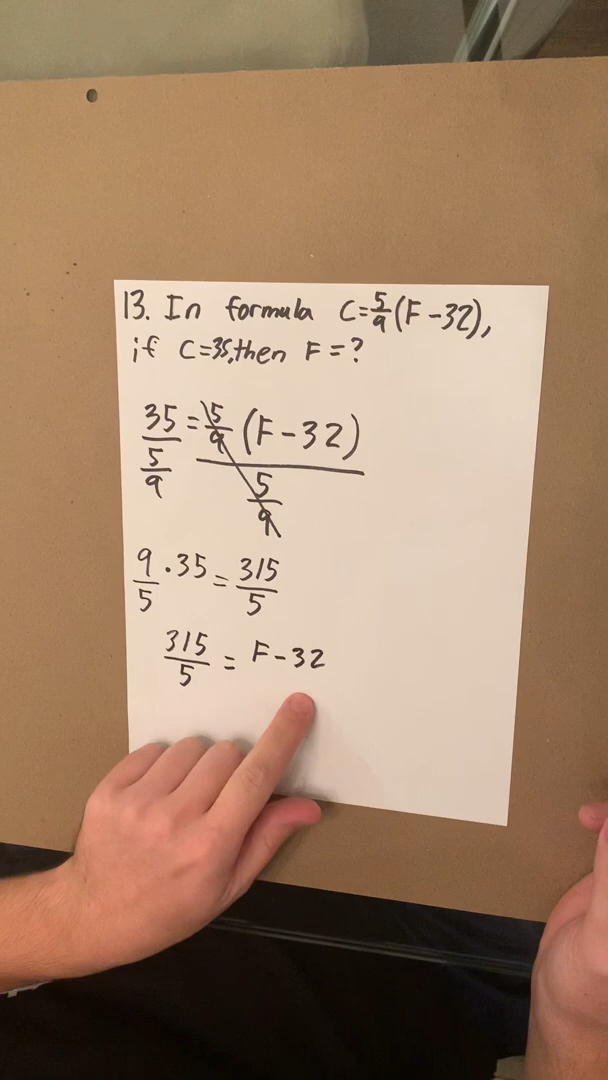 13. In formula C=5/9(F-32),
if C=35,then F=?
35/(5/9) = 5/9 (F-32)/(5/9)
9/5 · 35 = 315/5
315/5 = F-32